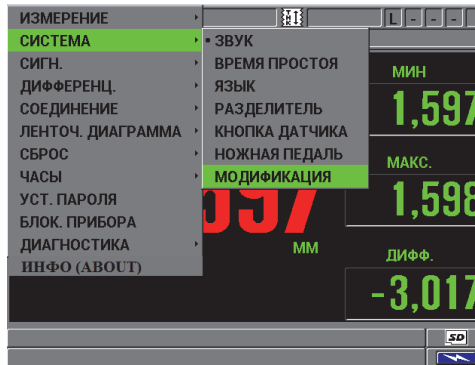 ИЗМЕРЕНИЕ
СИСТЕМА
СИГН.
ДИФФЕРЕНЦ.
СОЕДИНЕНИЕ
ЛЕНТОЧ. ДИАГРАММА
СБРОС
ЧАСЫ
УСТ. ПАРОЛЯ
БЛОК. ПРИБОРА
ДИАГНОСТИКА
ИНФО (ABOUT)
• ЗВУК
ВРЕМЯ ПРОСТОЯ
ЯЗЫК
РАЗДЕЛИТЕЛЬ
КНОПКА ДАТЧИКА
НОЖНАЯ ПЕДАЛЬ
МОДИФИКАЦИЯ
L - - -
МИН
1,597
МАКС.
1,598
597
ММ
ДИФФ.
-3,017
SD